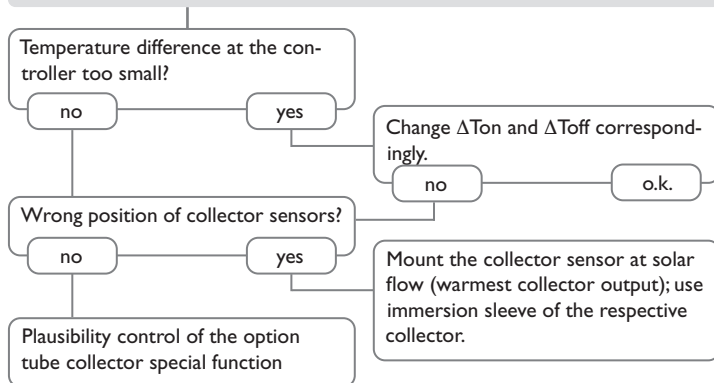 Temperature difference at the con-
troller too small?
no
yes
Change ΔTon and ΔToff correspond-
ingly.
no
o.k.
Wrong position of collector sensors?
no
yes
Mount the collector sensor at solar
flow (warmest collector output); use
immersion sleeve of the respective
collector.
Plausibility control of the option
tube collector special function